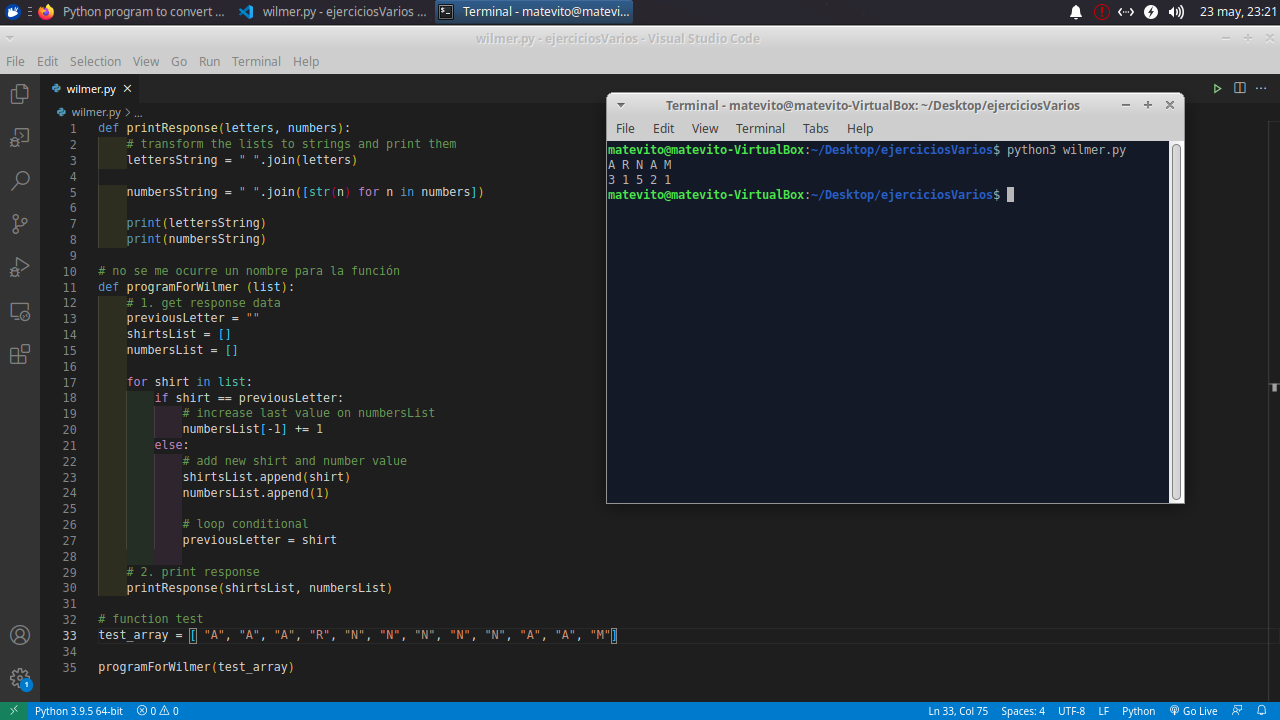 Python program to convert ...
wilmer.py - ejerciciosVarios ...
Terminal - matevito@matevi...
23 may, 23:21
wilmer.py - ejerciciosVarios - Visual Studio Code
File Edit Selection View Go Run Terminal Help
wilmer.py
wilmer.py > ...
1 def printResponse(letters, numbers):
2 # transform the lists to strings and print them
3 lettersString = " ".join(letters)
4
5 numbersString = " ".join([str(n) for n in numbers])
6
7 print(lettersString)
8 print(numbersString)
9
10 # no se me ocurre un nombre para la función
11 def programForWilmer (list):
12 # 1. get response data
13 previousLetter = ""
14 shirtsList = []
15 numbersList = []
16
17 for shirt in list:
18 if shirt == previousLetter:
19 # increase last value on numbersList
20 numbersList[-1] += 1
21 else:
22 # add new shirt and number value
23 shirtsList.append(shirt)
24 numbersList.append(1)
25
26 # loop conditional
27 previousLetter = shirt
28
29 # 2. print response
30 printResponse(shirtsList, numbersList)
31
32 # function test
33 test_array = [ "A", "A", "A", "R", "N", "N", "N", "N", "N", "A", "A", "M"]
34
35 programForWilmer(test_array)
Terminal - matevito@matevito-VirtualBox: ~/Desktop/ejerciciosVarios
File Edit View Terminal Tabs Help
matevito@matevito-VirtualBox:~/Desktop/ejerciciosVarios$ python3 wilmer.py
A R N A M
3 1 5 2 1
matevito@matevito-VirtualBox:~/Desktop/ejerciciosVarios$
1
Python 3.9.5 64-bit 0 0 Ln 33, Col 75 Spaces: 4 UTF-8 LF Python Go Live